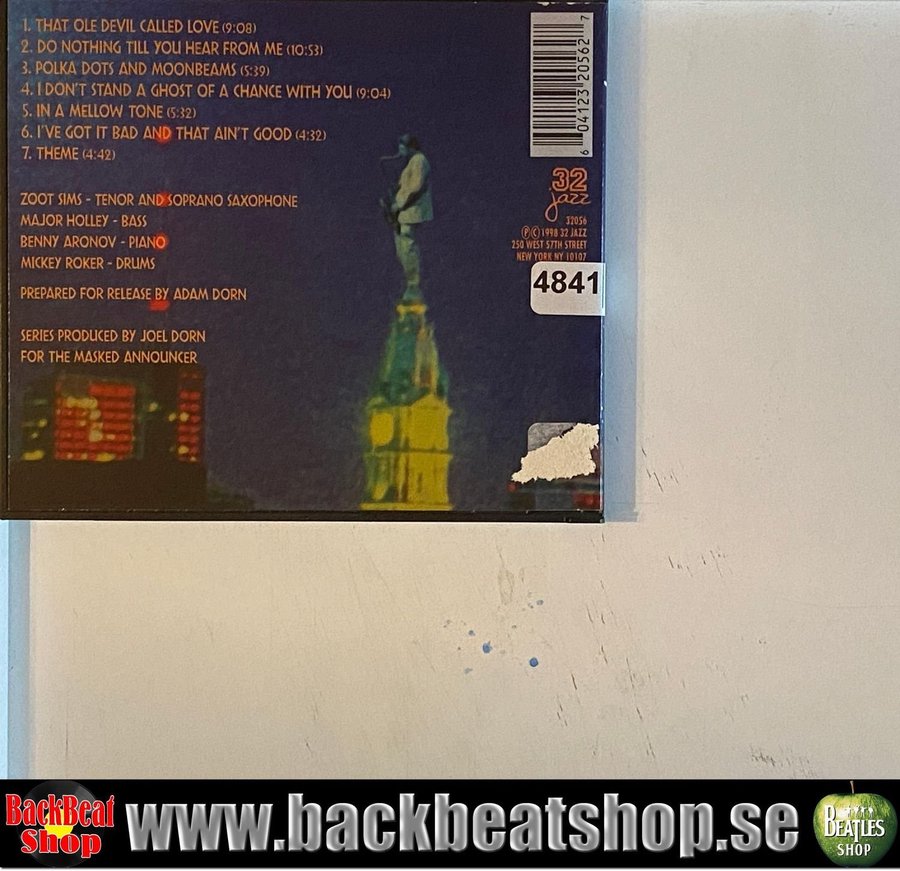 1. THAT OLE DEVIL CALLED LOVE (9:08)
2. DO NOTHING TILL YOU HEAR FROM ME (10:53)
3. POLKA DOTS AND MOONBEAMS (5:39)
4. I DON'T STAND A GHOST OF A CHANCE WITH YOU (9:04)
5. IN A MELLOW TONE (5:32)
6. I'VE GOT IT BAD AND THAT AIN'T GOOD (4:32)
7. THEME (4:42)
ZOOT SIMS - TENOR AND SOPRANO SAXOPHONE
MAJOR HOLLEY - BASS
BENNY ARONOV - PIANO
MICKEY ROKER - DRUMS
PREPARED FOR RELEASE BY ADAM DORN
SERIES PRODUCED BY JOEL DORN
FOR THE MASKED ANNOUNCER
6 04123 20562 7
32
jazz
32056
Ⓟ©1998 32 JAZZ
250 WEST 57TH STREET
NEW YORK NY 10107
4841
BackBeat
Shop
www.backbeatshop.se
BEATLES
SHOP